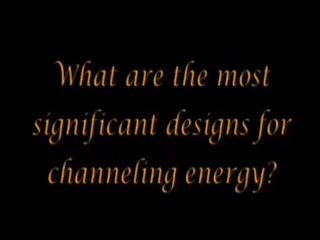 What are the most
significant designs for
channeling energy?